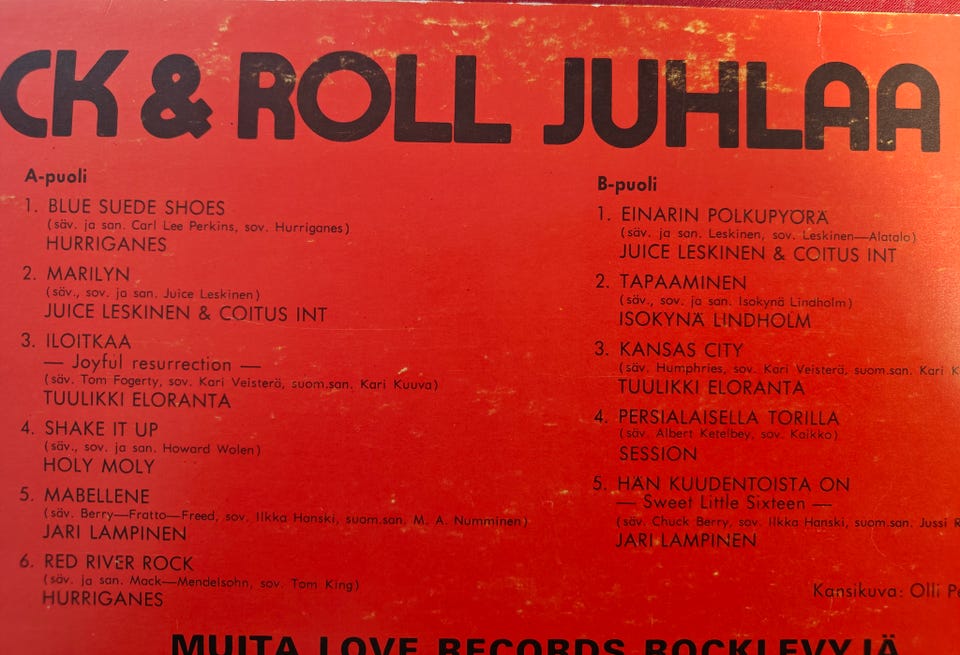 CK & ROLL JUHLAA
A-puoli
1. BLUE SUEDE SHOES
(säv. ja san. Carl Lee Perkins, sov. Hurriganes)
HURRIGANES
2. MARILYN
(säv., sov. ja san. Juice Leskinen)
JUICE LESKINEN & COITUS INT
3. ILOITKAA
— Joyful resurrection —
(säv. Tom Fogerty, sov. Kari Veisterä, suom.san. Kari Kuuva)
TUULIKKI ELORANTA
4. SHAKE IT UP
(säv., sov. ja san. Howard Wolen)
HOLY MOLY
5. MABELLENE
(säv. Berry—Fratto—Freed, sov. Ilkka Hanski, suom.san. M. A. Numminen)
JARI LAMPINEN
6. RED RIVER ROCK
(säv. ja san. Mack—Mendelsohn, sov. Tom King)
HURRIGANES
B-puoli
1. EINARIN POLKUPYÖRÄ
(säv. ja san. Leskinen, sov. Leskinen—Alatalo)
JUICE LESKINEN & COITUS INT
2. TAPAAMINEN
(säv., sov. ja san. Isokynä Lindholm)
ISOKYNÄ LINDHOLM
3. KANSAS CITY
(säv. Humphries, sov. Kari Veisterä, suom.san. Kari K
TUULIKKI ELORANTA
4. PERSIALAISELLA TORILLA
(säv. Albert Ketelbey, sov. Kaikko)
SESSION
5. HÄN KUUDENTOISTA ON
— Sweet Little Sixteen —
(säv. Chuck Berry, sov. Ilkka Hanski, suom.san. Jussi R
JARI LAMPINEN
Kansikuva: Olli Pe
MUITA LOVE RECORDS ROCKLEVYJÄ